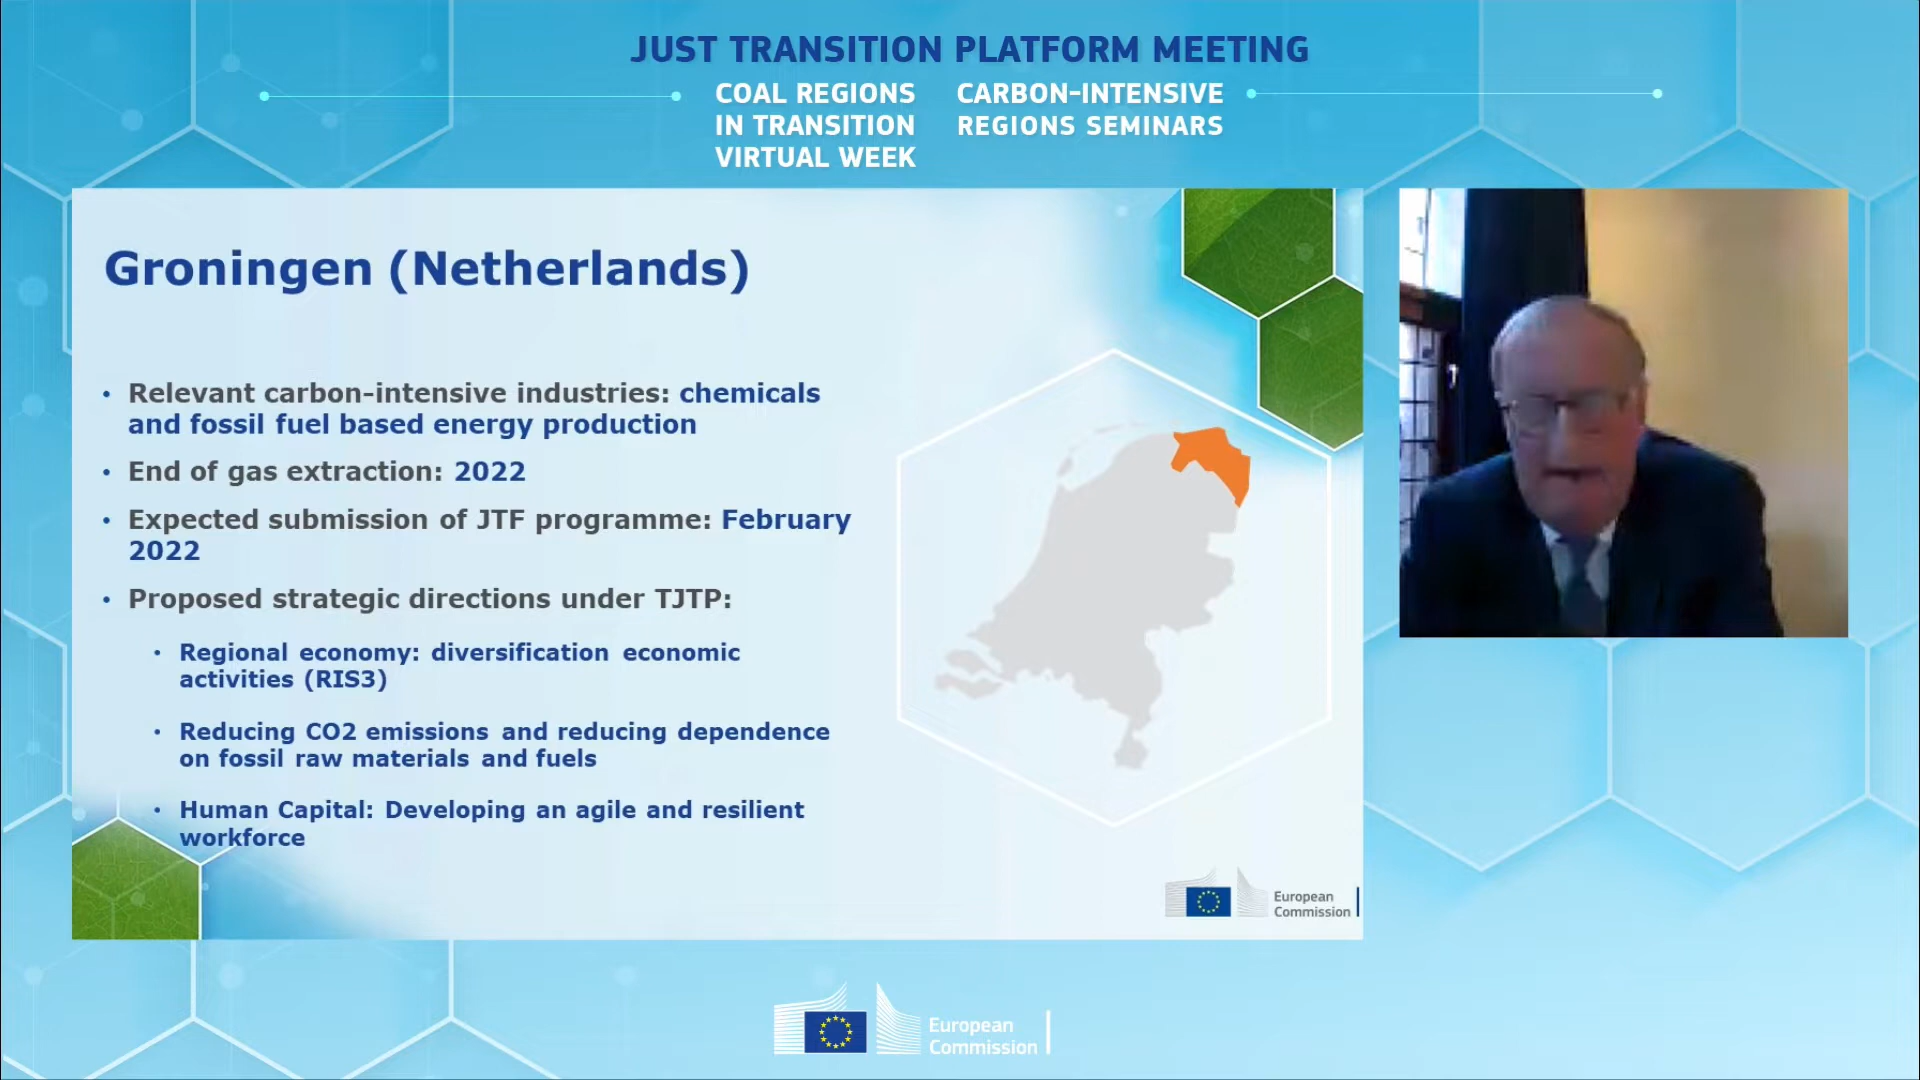 JUST TRANSITION PLATFORM MEETING
COAL REGIONS
IN TRANSITION
VIRTUAL WEEK
CARBON-INTENSIVE
REGIONS SEMINARS
Groningen (Netherlands)
• Relevant carbon-intensive industries: chemicals
and fossil fuel based energy production
• End of gas extraction: 2022
• Expected submission of JTF programme: February
2022
• Proposed strategic directions under TJTP:
• Regional economy: diversification economic
activities (RIS3)
• Reducing CO2 emissions and reducing dependence
on fossil raw materials and fuels
• Human Capital: Developing an agile and resilient
workforce
European
Commission
European
Commission